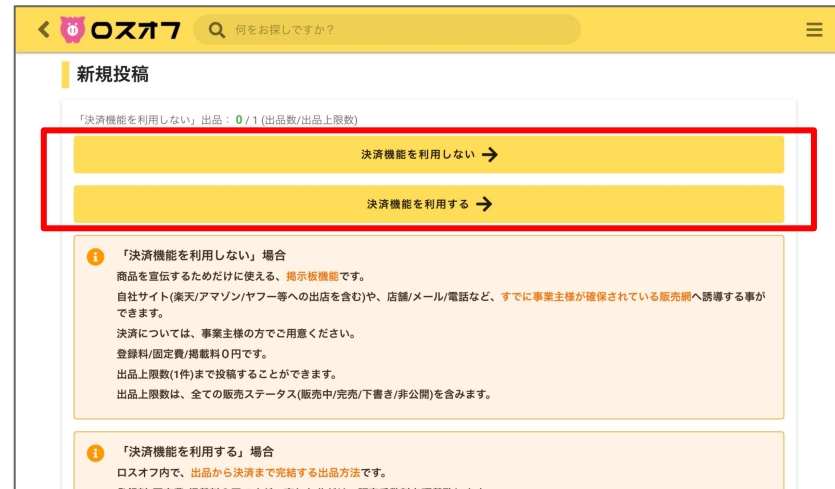 ロスオフ 何をお探しですか？
新規投稿
「決済機能を利用しない」出品： 0 / 1 (出品数/出品上限数)
決済機能を利用しない
決済機能を利用する
「決済機能を利用しない」場合
商品を宣伝するためだけに使える、掲示板機能です。
自社サイト(楽天/アマゾン/ヤフー等への出店を含む)や、店舗/メール/電話など、すでに事業主様が確保されている販売網へ誘導する事が
できます。
決済については、事業主様の方でご用意ください。
登録料/固定費/掲載料０円です。
出品上限数(1件)まで投稿することができます。
出品上限数は、全ての販売ステータス(販売中/完売/下書き/非公開)を含みます。
「決済機能を利用する」場合
ロスオフ内で、出品から決済まで完結する出品方法です。